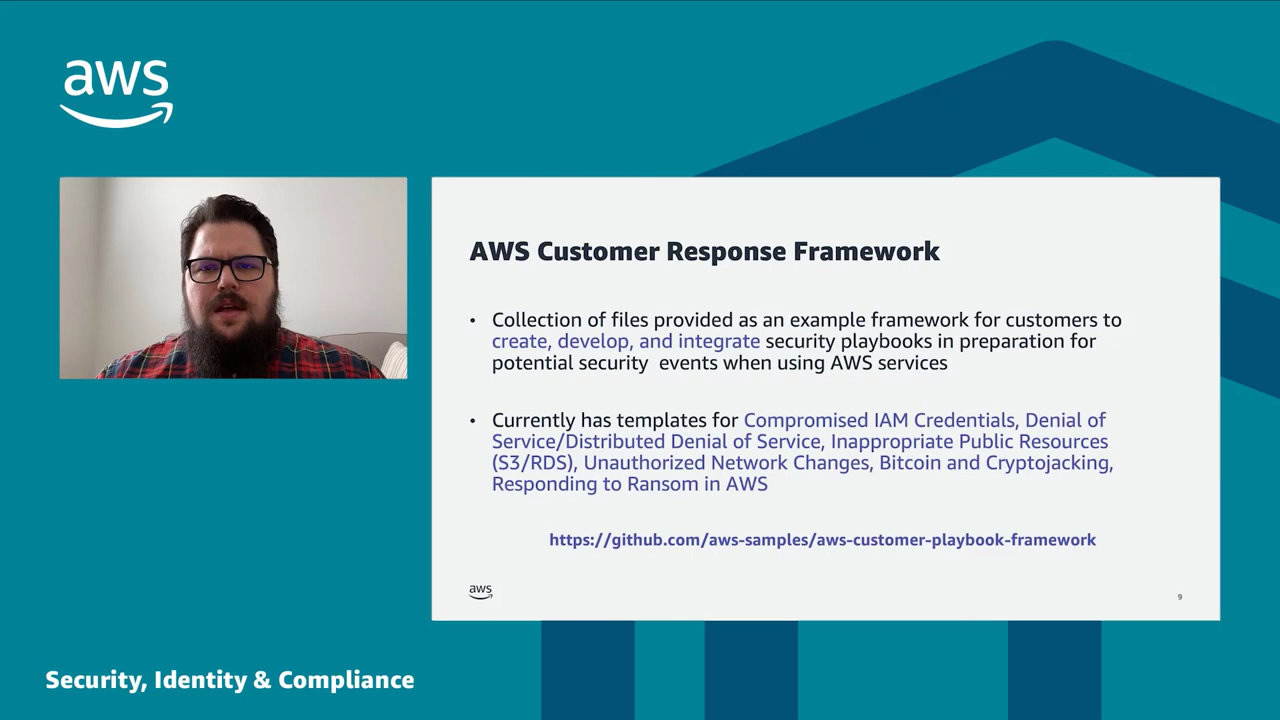 aws
AWS Customer Response Framework
• Collection of files provided as an example framework for customers to
create, develop, and integrate security playbooks in preparation for
potential security  events when using AWS services
• Currently has templates for Compromised IAM Credentials, Denial of
Service/Distributed Denial of Service, Inappropriate Public Resources
(S3/RDS), Unauthorized Network Changes, Bitcoin and Cryptojacking,
Responding to Ransom in AWS
https://github.com/aws-samples/aws-customer-playbook-framework
aws
9
Security, Identity & Compliance